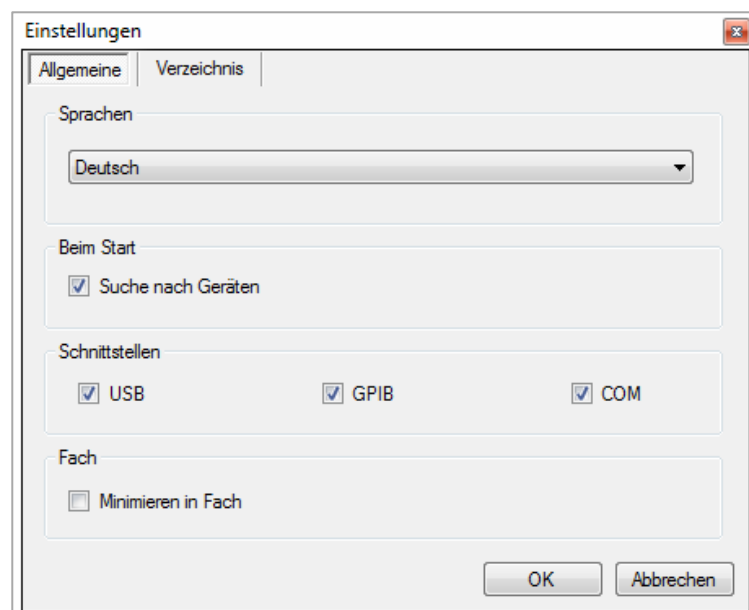 Einstellungen
Allgemeine Verzeichnis
Sprachen
Deutsch
Beim Start
Suche nach Geräten
Schnittstellen
USB GPIB COM
Fach
Minimieren in Fach
OK Abbrechen